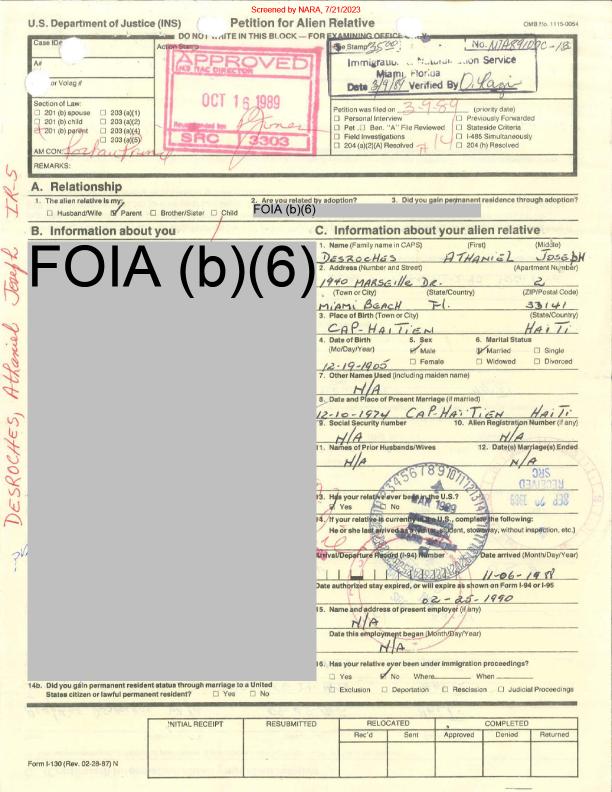 Screened by NARA, 7/21/2023
U.S. Department of Justice (INS) Petition for Alien Relative OMB No. 1115-0054
DO NOT WRITE IN THIS BLOCK — FOR EXAMINING OFFICE ONLY
Case ID# Action Stamp Fee Stamp 35.00 No.
A#
or Volag #
APPROVED
INS NAC DIRECTOR
OCT 16 1989
SRC 3303
Immigration & Naturalization Service
Miami, Florida
Date 3/9/89 Verified By
Section of Law:
201 (b) spouse 203 (a)(1)
201 (b) child 203 (a)(2)
201 (b) parent 203 (a)(4)
203 (a)(5)
AM CON: Port au Prince
REMARKS:
Petition was filed on 3-9-89 (priority date)
Personal Interview Previously Forwarded
Pet. Ben. "A" File Reviewed Stateside Criteria
Field Investigations I-485 Simultaneously
204 (a)(2)(A) Resolved 204 (h) Resolved
DESROCHES, Athaniel Joseph IR-5
A. Relationship
1. The alien relative is my 2. Are you related by adoption? 3. Did you gain permanent residence through adoption?
Husband/Wife Parent Brother/Sister Child FOIA (b)(6)
B. Information about you
FOIA (b)(6)
14b. Did you gain permanent resident status through marriage to a United
States citizen or lawful permanent resident? Yes No
C. Information about your alien relative
1. Name (Family name in CAPS) (First) (Middle)
DESROCHES ATHANIEL JOSEPH
2. Address (Number and Street) (Apartment Number)
1940 MARSEille DR. 2
(Town or City) (State/Country) (ZIP/Postal Code)
MIAMI BEACH Fl. 33141
3. Place of Birth (Town or City) (State/Country)
CAP-HAITIEN HAITI
4. Date of Birth 5. Sex 6. Marital Status
(Mo/Day/Year) Male Married Single
Female Widowed Divorced
12-19-1905
7. Other Names Used (including maiden name)
N/A
8. Date and Place of Present Marriage (if married)
12-10-1974 CAP-HAITIEN HAITI
9. Social Security number 10. Alien Registration Number (if any)
N/A N/A
11. Names of Prior Husbands/Wives 12. Date(s) Marriage(s) Ended
N/A N/A
RECEIVED
SRC
13. Has your relative ever been in the U.S.?
Yes No
MAR 1989
14. If your relative is currently in the U.S., complete the following:
He or she last arrived as a (visitor, student, stowaway, without inspection, etc.)
Arrival/Departure Record (I-94) Number Date arrived (Month/Day/Year)
11-06-1988
Date authorized stay expired, or will expire as shown on Form I-94 or I-95
02-25-1990
15. Name and address of present employer (if any)
N/A
Date this employment began (Month/Day/Year)
N/A
16. Has your relative ever been under immigration proceedings?
Yes No Where When
Exclusion Deportation Rescission Judicial Proceedings
INITIAL RECEIPT RESUBMITTED RELOCATED COMPLETED
Rec'd Sent Approved Denied Returned
Form I-130 (Rev. 02-28-87) N